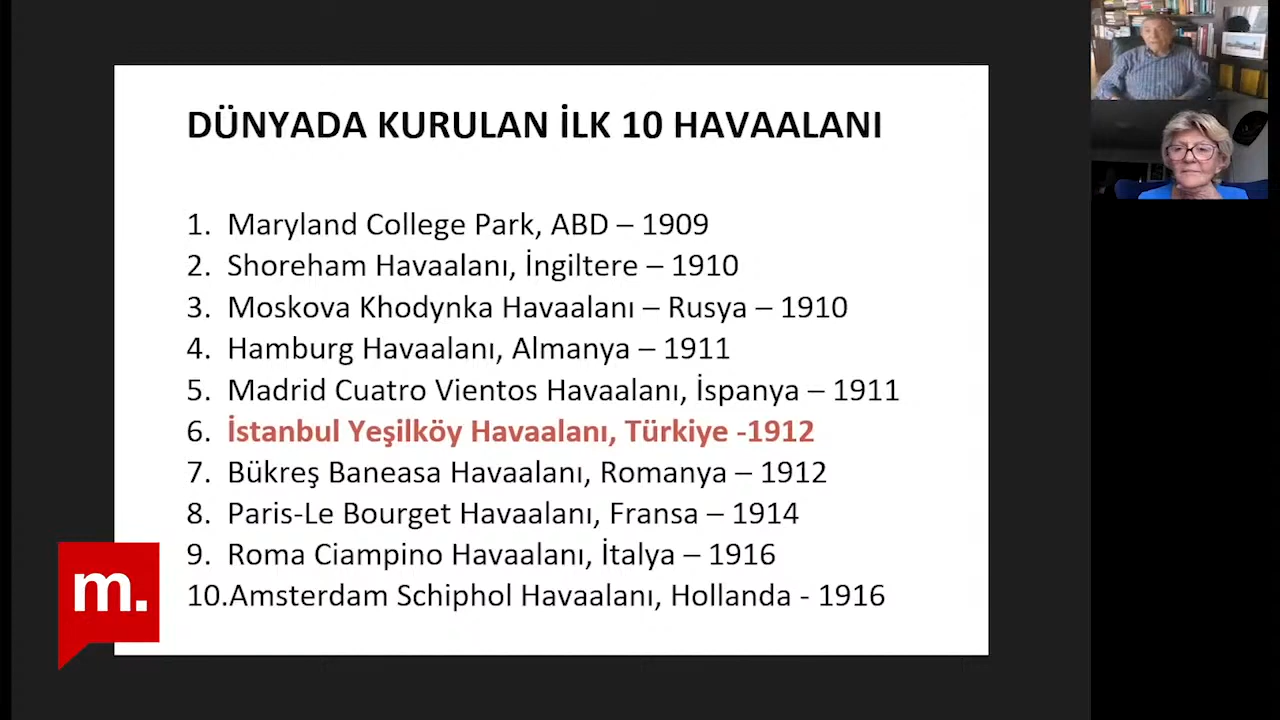 DÜNYADA KURULAN İLK 10 HAVAALANI
1. Maryland College Park, ABD – 1909
2. Shoreham Havaalanı, İngiltere – 1910
3. Moskova Khodynka Havaalanı – Rusya – 1910
4. Hamburg Havaalanı, Almanya – 1911
5. Madrid Cuatro Vientos Havaalanı, İspanya – 1911
6. İstanbul Yeşilköy Havaalanı, Türkiye -1912
7. Bükreş Baneasa Havaalanı, Romanya – 1912
8. Paris-Le Bourget Havaalanı, Fransa – 1914
9. Roma Ciampino Havaalanı, İtalya – 1916
10.Amsterdam Schiphol Havaalanı, Hollanda - 1916
m.